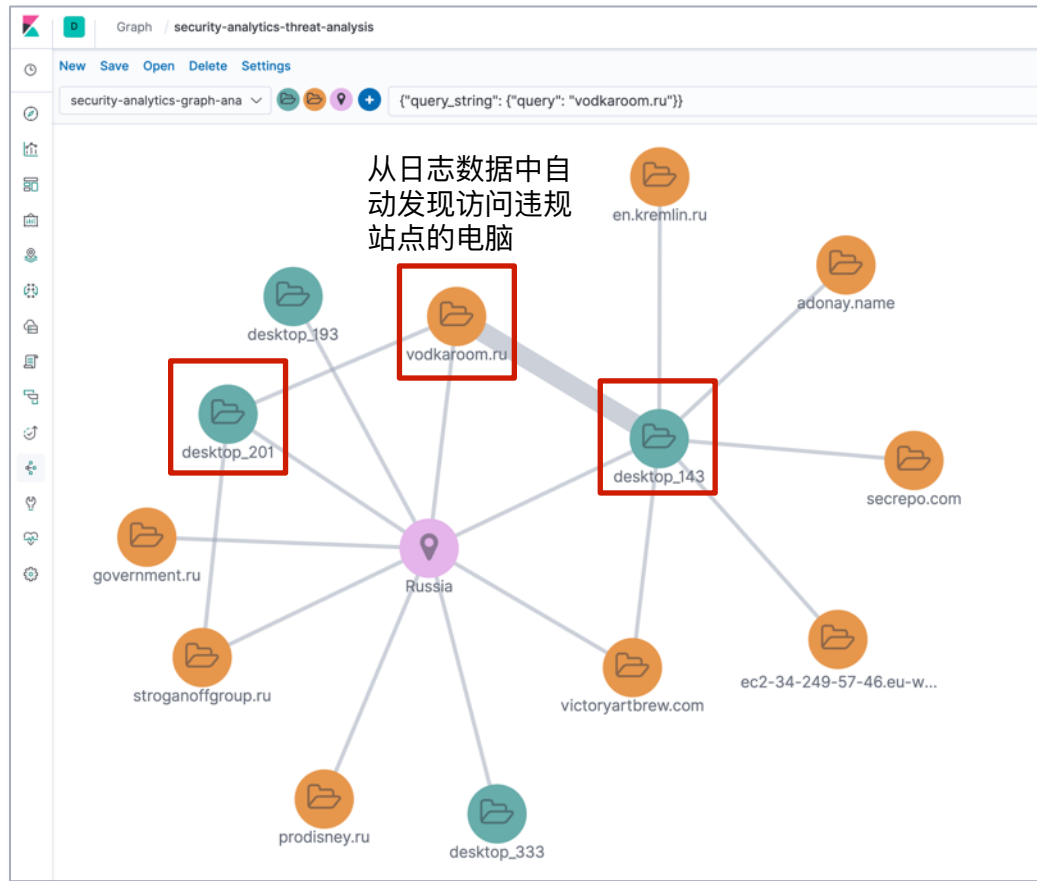 D
Graph / security-analytics-threat-analysis
New Save Open Delete Settings
security-analytics-graph-ana
{"query_string": {"query": "vodkaroom.ru"}}
从日志数据中自
动发现访问违规
站点的电脑
en.kremlin.ru
adonay.name
desktop_193
vodkaroom.ru
desktop_201
desktop_143
secrepo.com
government.ru
Russia
stroganoffgroup.ru
ec2-34-249-57-46.eu-w...
victoryartbrew.com
prodisney.ru
desktop_333